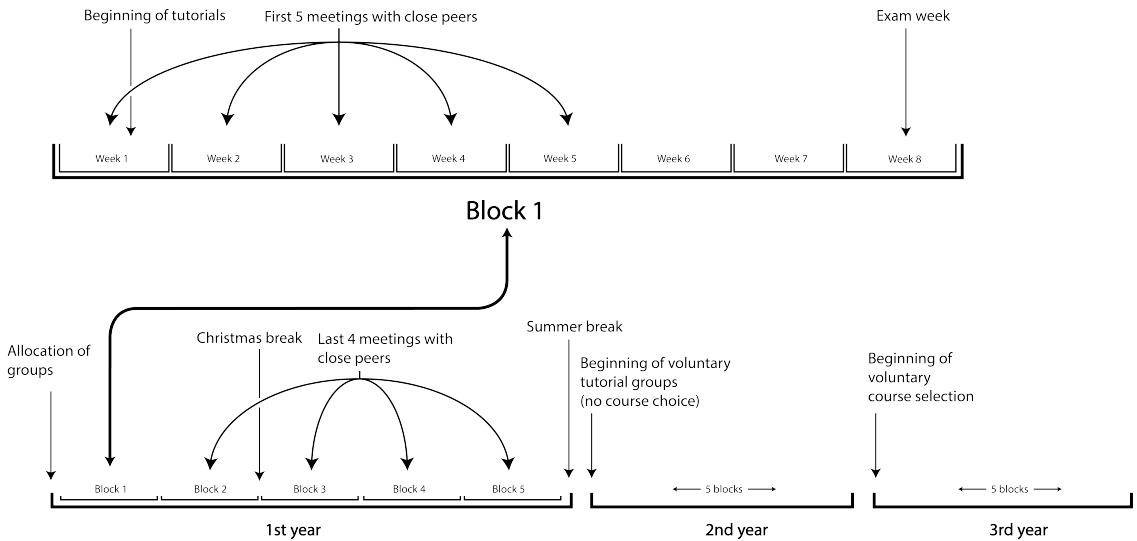 Beginning of tutorials
First 5 meetings with close peers
Exam week
Week 1
Week 2
Week 3
Week 4
Week 5
Week 6
Week 7
Week 8
Block 1
Allocation of
groups
Christmas break
Last 4 meetings with
close peers
Summer break
Beginning of voluntary
tutorial groups
(no course choice)
Beginning of
voluntary
course selection
Block 1
Block 2
Block 3
Block 4
Block 5
5 blocks
5 blocks
1st year
2nd year
3rd year